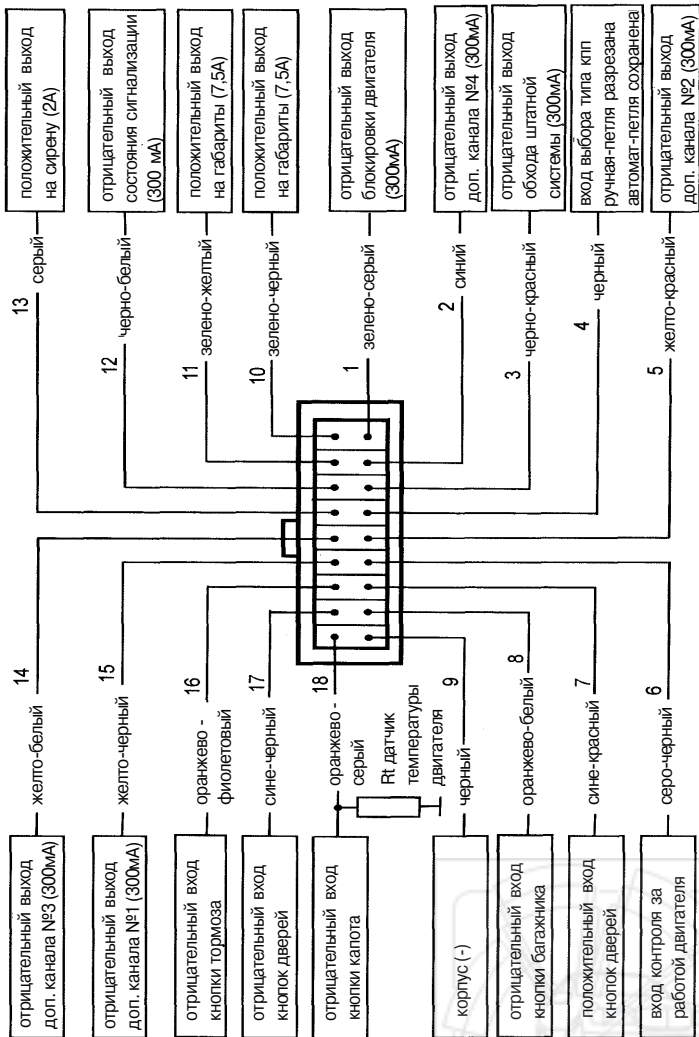 положительный выход
на сирену (2А)
13
серый
отрицательный выход
состояния сигнализации
(300 мА)
12
черно-белый
положительный выход
на габариты (7,5А)
11
зелено-желтый
положительный выход
на габариты (7,5А)
10
зелено-черный
отрицательный выход
блокировки двигателя
(300мА)
1
зелено-серый
отрицательный выход
доп. канала №4 (300мА)
2
синий
отрицательный выход
обхода штатной
системы (300мА)
3
черно-красный
вход выбора типа кпп
ручная-петля разрезана
автомат-петля сохранена
4
черный
отрицательный выход
доп. канала №2 (300мА)
5
желто-красный
отрицательный выход
доп. канала №3 (300мА)
14
желто-белый
отрицательный выход
доп. канала №1 (300мА)
15
желто-черный
отрицательный вход
кнопки тормоза
16
оранжево -
фиолетовый
отрицательный вход
кнопок дверей
17
сине-черный
отрицательный вход
кнопки капота
18
оранжево -
серый
Rt датчик
температуры
двигателя
корпус (-)
9
черный
отрицательный вход
кнопки багажника
8
оранжево-белый
положительный вход
кнопок дверей
7
сине-красный
вход контроля за
работой двигателя
6
серо-черный